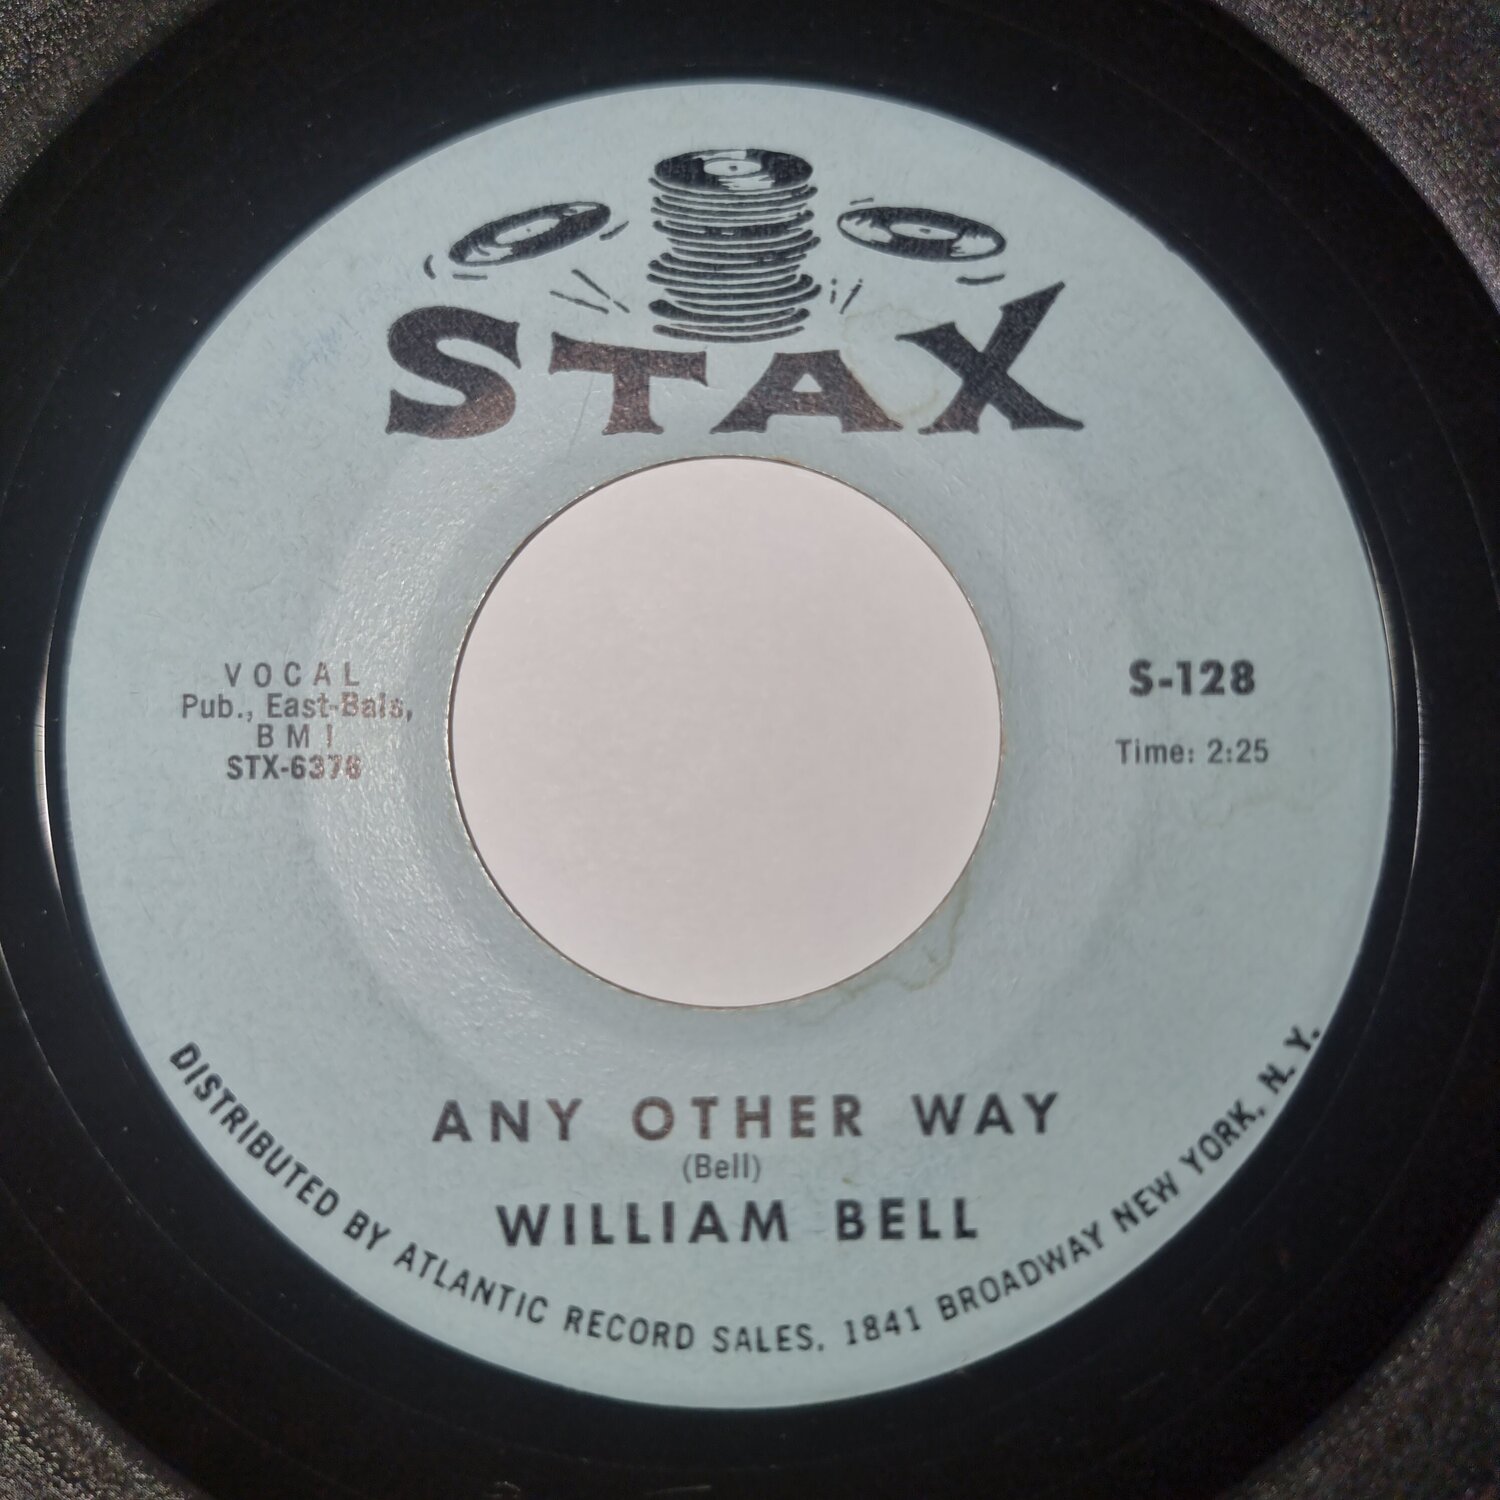 STAX
VOCAL
Pub., East-Bais,
BMI
STX-6376
S-128
Time: 2:25
ANY OTHER WAY
(Bell)
WILLIAM BELL
DISTRIBUTED BY ATLANTIC RECORD SALES, 1841 BROADWAY NEW YORK, N. Y.